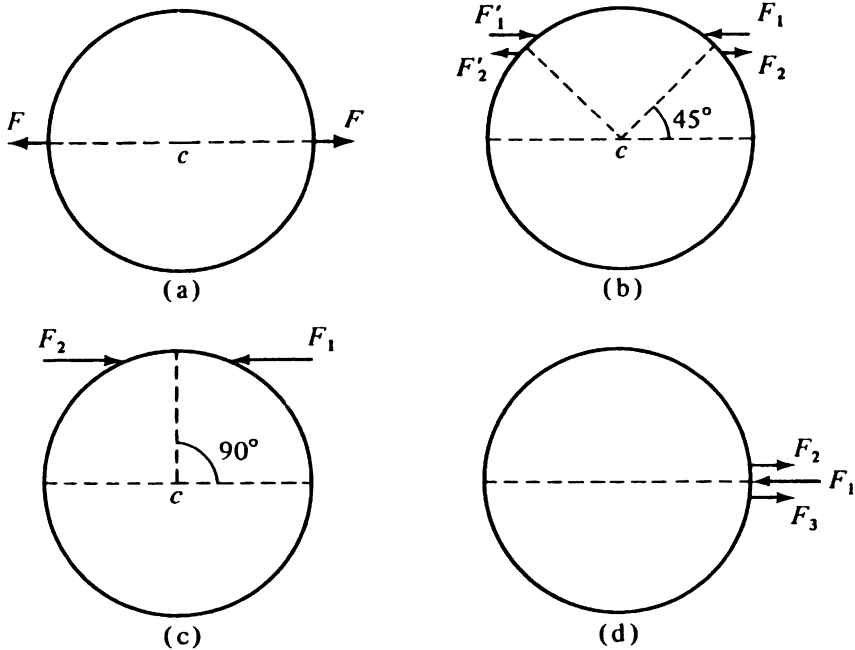 F F
c
(a)
F′₁ F₁
F′₂ F₂
45°
c
(b)
F₂ F₁
90°
c
(c)
F₂
F₁
F₃
(d)